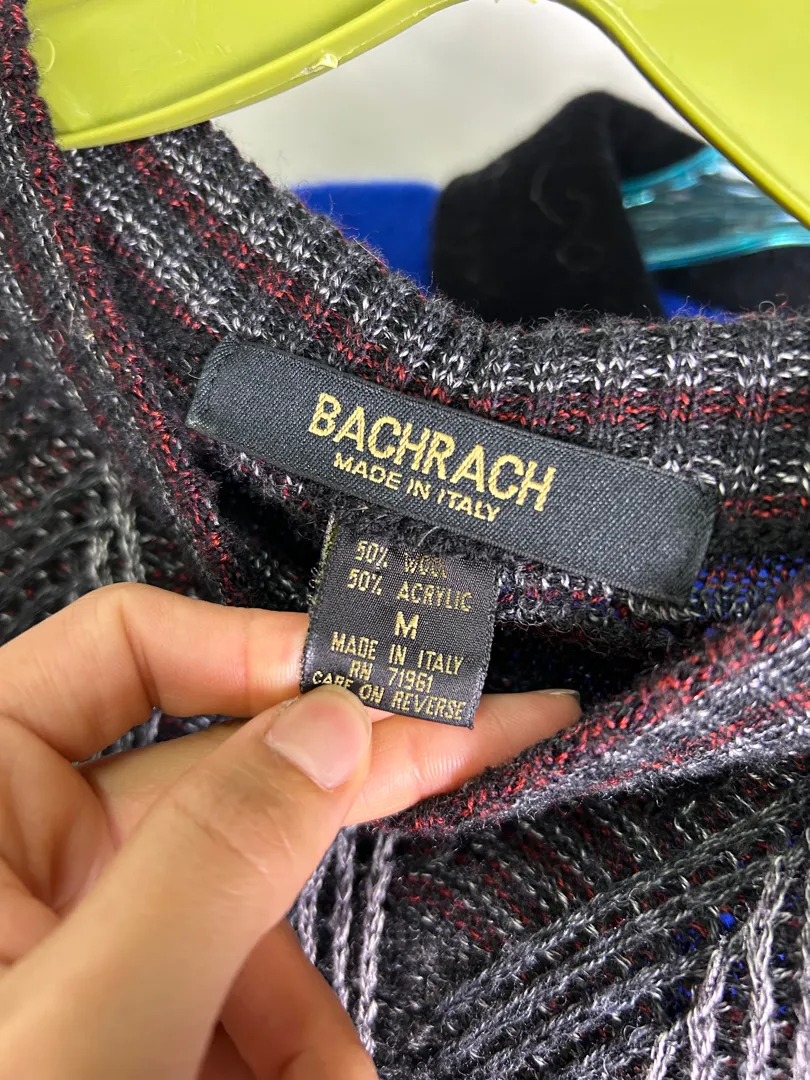 BACHRACH
MADE IN ITALY
50% WOOL
50% ACRYLIC
M
MADE IN ITALY
RN 71961
CARE ON REVERSE